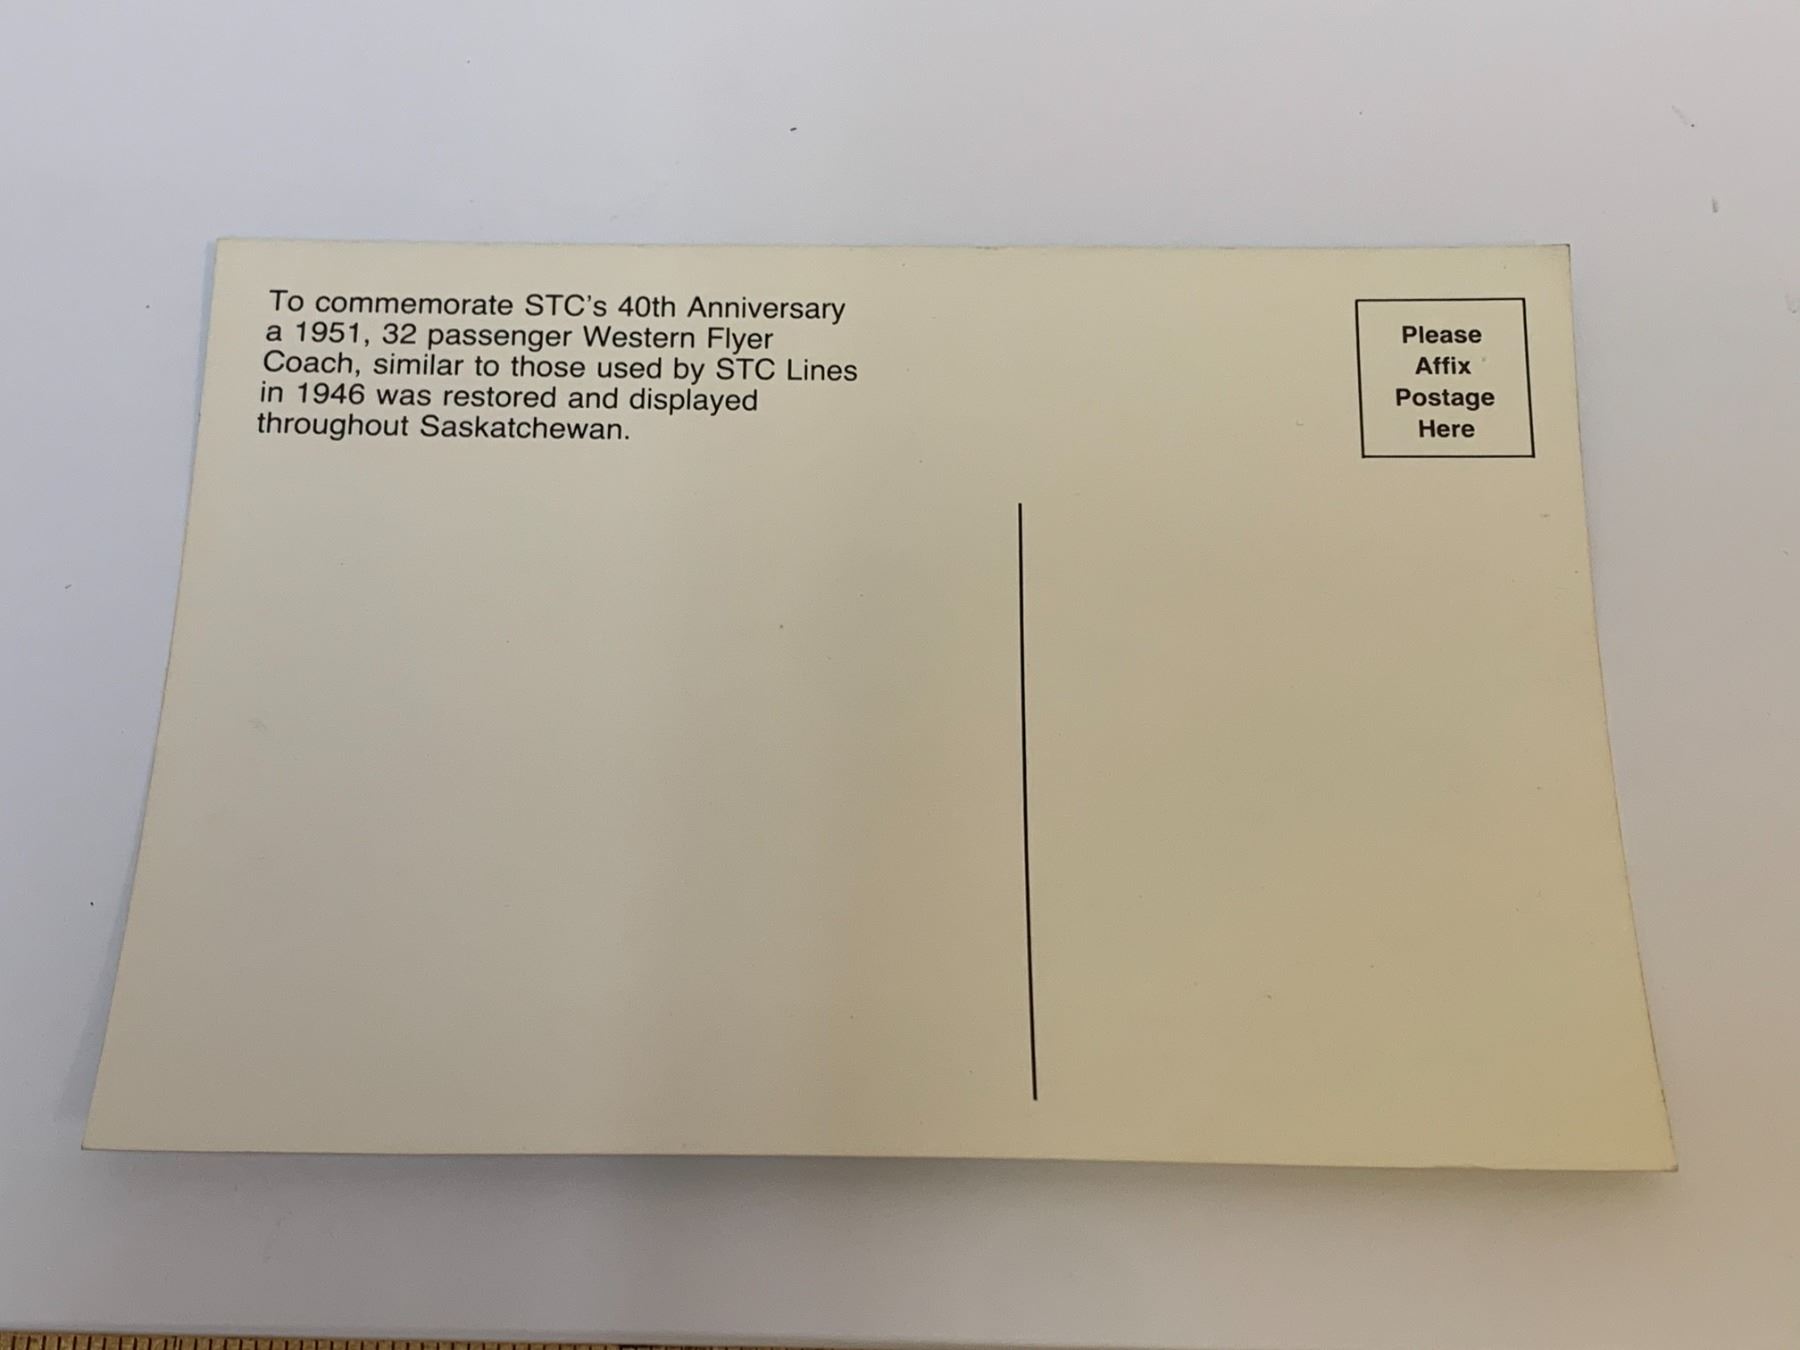 To commemorate STC's 40th Anniversary
a 1951, 32 passenger Western Flyer
Coach, similar to those used by STC Lines
in 1946 was restored and displayed
throughout Saskatchewan.
Please
Affix
Postage
Here